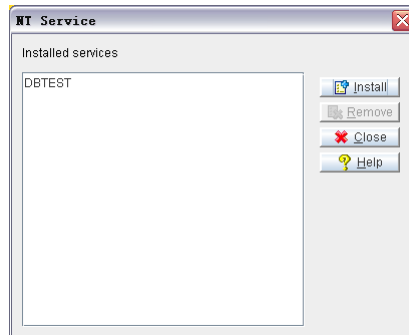 NT Service
Installed services
DBTEST
Install
Remove
Close
Help